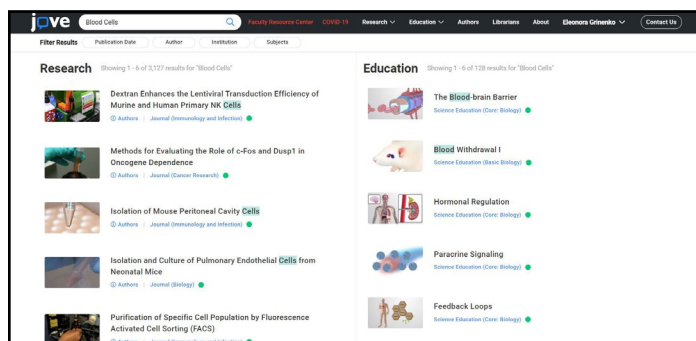 jove
Blood Cells
Faculty Resource Center
COVID-19
Research
Education
Authors
Librarians
About
Eleonora Grinenko
Contact Us
Filter Results
Publication Date
Author
Institution
Subjects
Research
Showing 1 - 6 of 3,127 results for "Blood Cells"
Dextran Enhances the Lentiviral Transduction Efficiency of
Murine and Human Primary NK Cells
Authors | Journal (Immunology and Infection)
Methods for Evaluating the Role of c-Fos and Dusp1 in
Oncogene Dependence
Authors | Journal (Cancer Research)
Isolation of Mouse Peritoneal Cavity Cells
Authors | Journal (Immunology and Infection)
Isolation and Culture of Pulmonary Endothelial Cells from
Neonatal Mice
Authors | Journal (Biology)
Purification of Specific Cell Population by Fluorescence
Activated Cell Sorting (FACS)
Education
Showing 1 - 6 of 128 results for "Blood Cells"
The Blood-brain Barrier
Science Education (Core: Biology)
Blood Withdrawal I
Science Education (Basic Biology)
Hormonal Regulation
Science Education (Core: Biology)
Paracrine Signaling
Science Education (Core: Biology)
Feedback Loops
Science Education (Core: Biology)